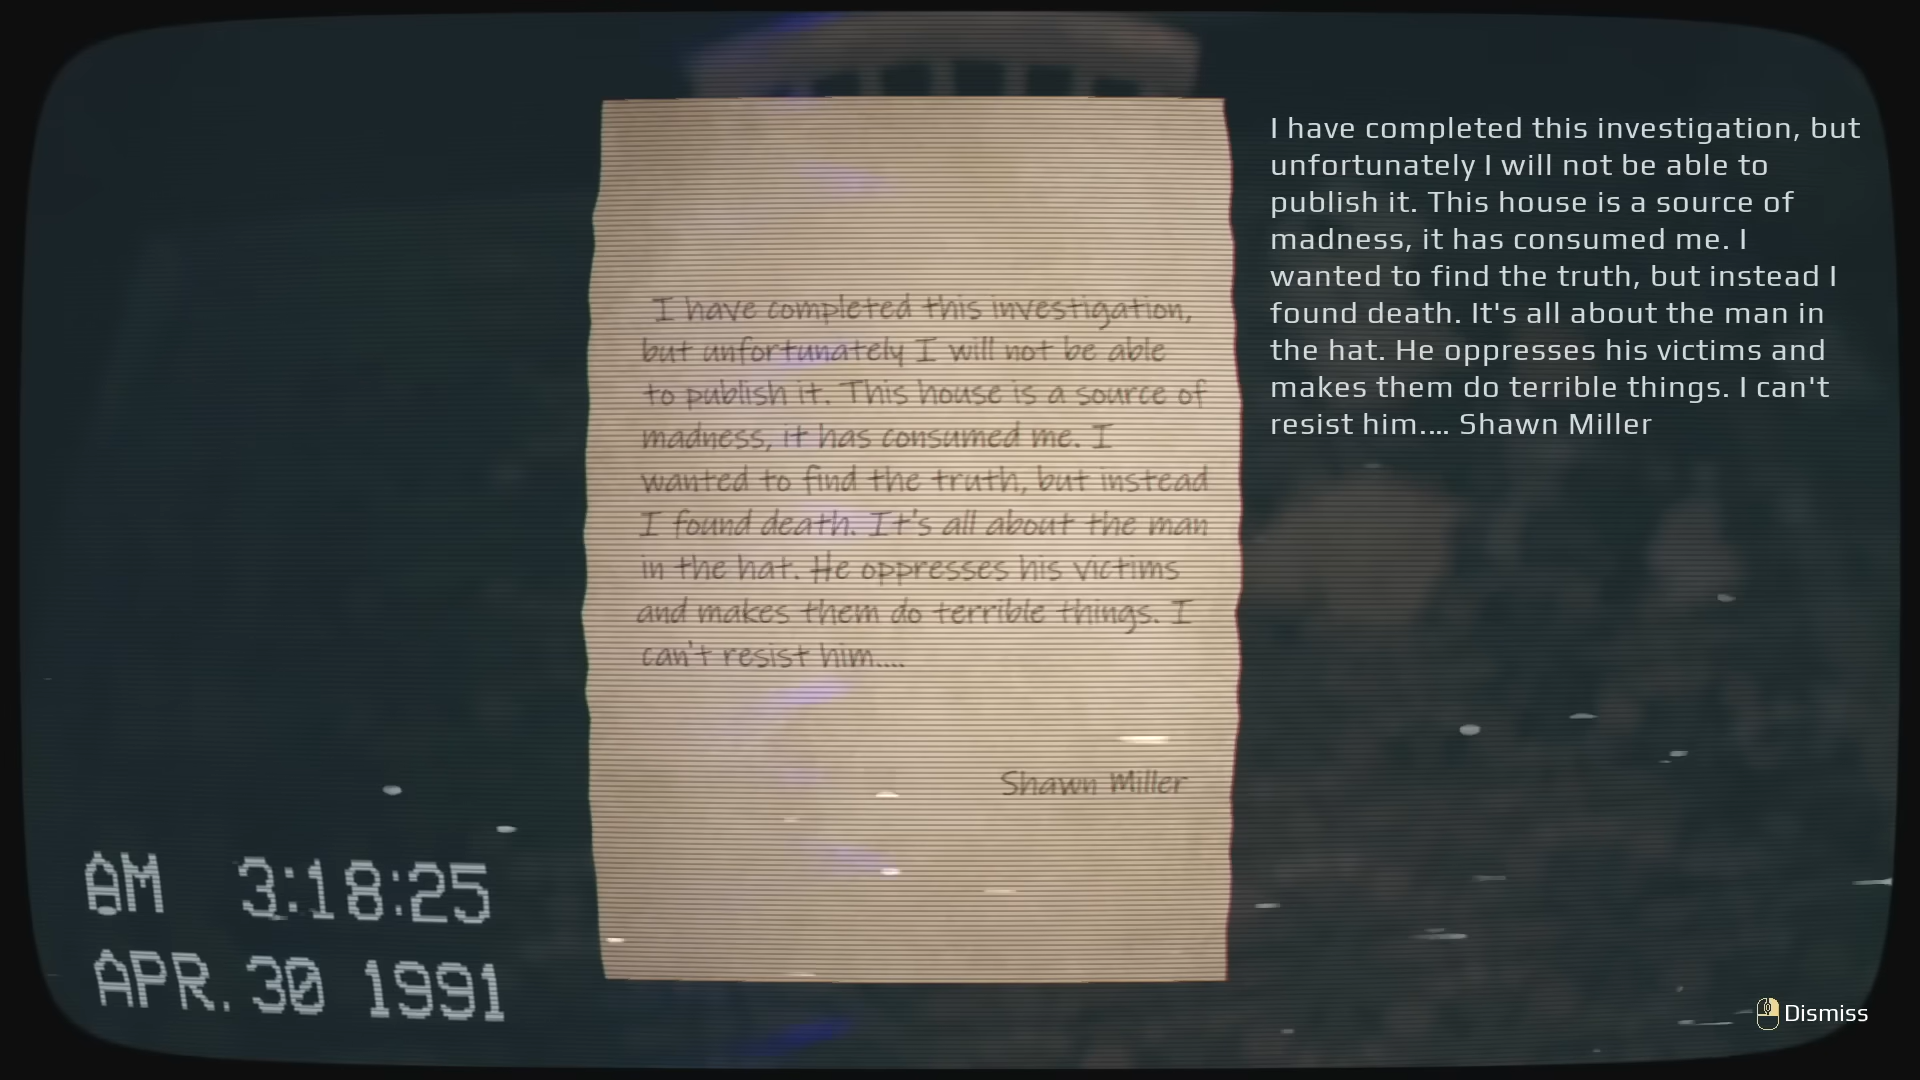 I have completed this investigation,
but unfortunately I will not be able
to publish it. This house is a source of
madness, it has consumed me. I
wanted to find the truth, but instead
I found death. It's all about the man
in the hat. He oppresses his victims
and makes them do terrible things. I
can't resist him....
Shawn Miller
I have completed this investigation, but
unfortunately I will not be able to
publish it. This house is a source of
madness, it has consumed me. I
wanted to find the truth, but instead I
found death. It's all about the man in
the hat. He oppresses his victims and
makes them do terrible things. I can't
resist him.... Shawn Miller
AM 3:18:25
APR. 30 1991
Dismiss